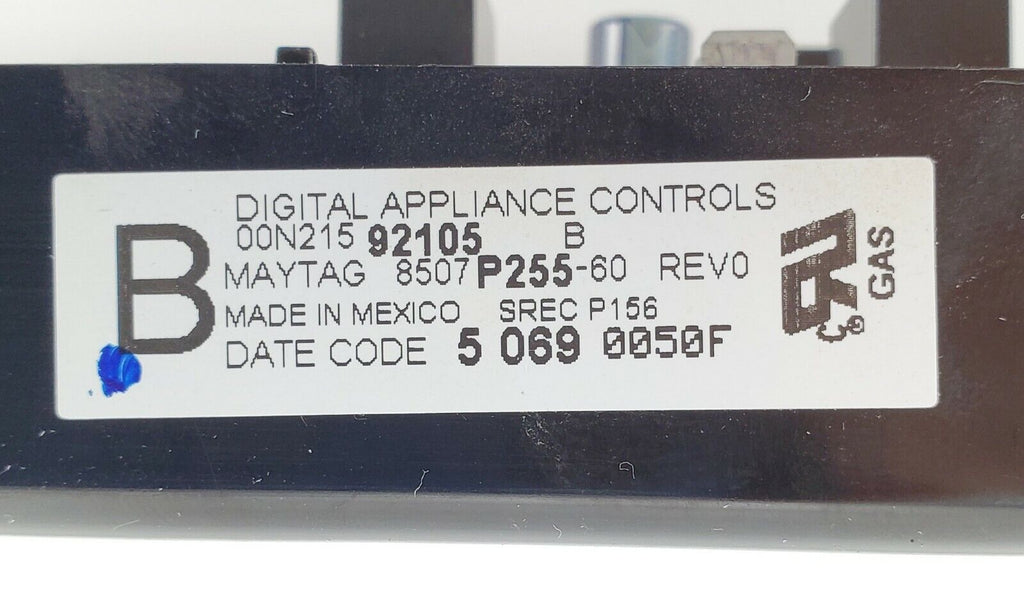 B
DIGITAL APPLIANCE CONTROLS
00N215 92105 B
MAYTAG 8507P255-60 REV0
MADE IN MEXICO SREC P156
DATE CODE 5 069 0050F
GAS